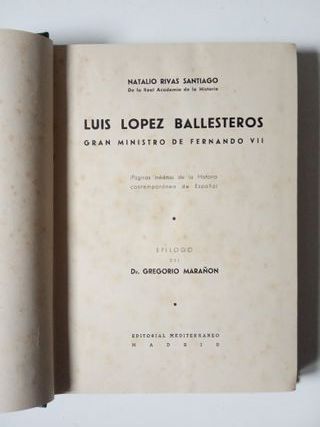 NATALIO RIVAS SANTIAGO
De la Real Academia de la Historia
LUIS LOPEZ BALLESTEROS
GRAN MINISTRO DE FERNANDO VII
(Páginas inéditas de la Historia
contemporánea de España)
EPILOGO
DEL
Dr. GREGORIO MARAÑON
EDITORIAL MEDITERRANEO
MADRID